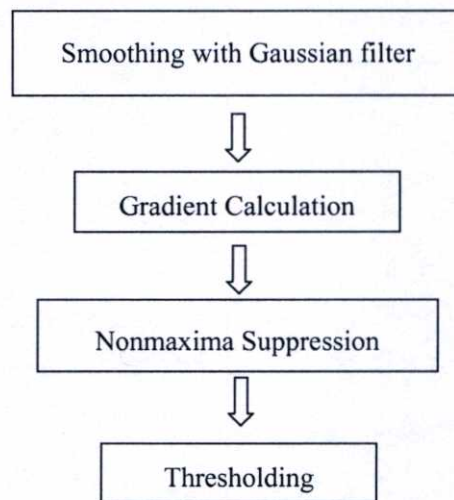 Smoothing with Gaussian filter
Gradient Calculation
Nonmaxima Suppression
Thresholding